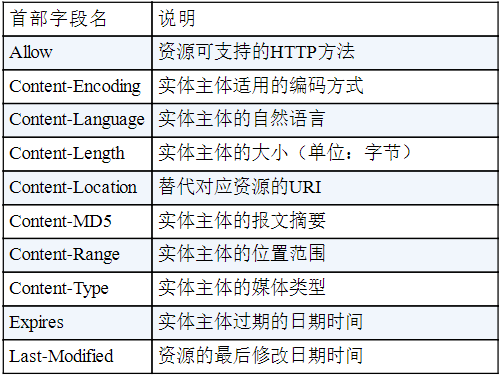 首部字段名 说明
Allow 资源可支持的HTTP方法
Content-Encoding 实体主体适用的编码方式
Content-Language 实体主体的自然语言
Content-Length 实体主体的大小（单位：字节）
Content-Location 替代对应资源的URI
Content-MD5 实体主体的报文摘要
Content-Range 实体主体的位置范围
Content-Type 实体主体的媒体类型
Expires 实体主体过期的日期时间
Last-Modified 资源的最后修改日期时间